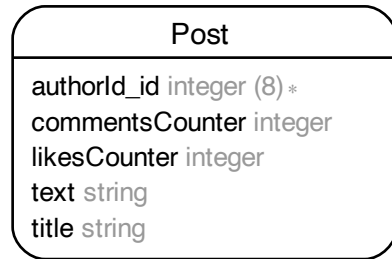 Post
authorId_id integer (8) *
commentsCounter integer
likesCounter integer
text string
title string